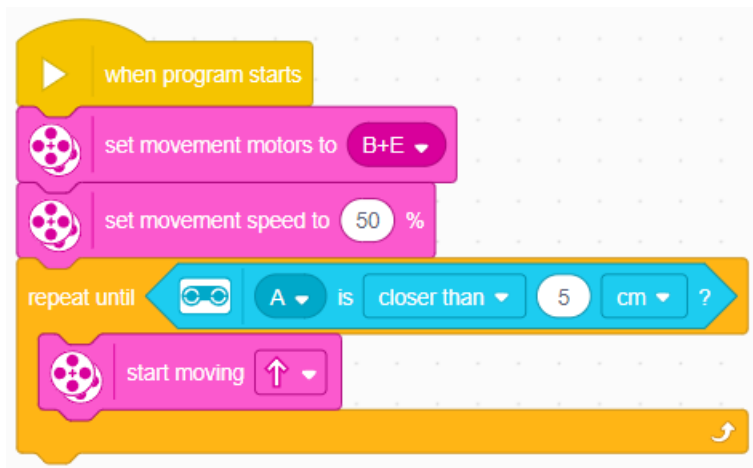 when program starts
set movement motors to B+E
set movement speed to 50 %
repeat until A is closer than 5 cm ?
start moving